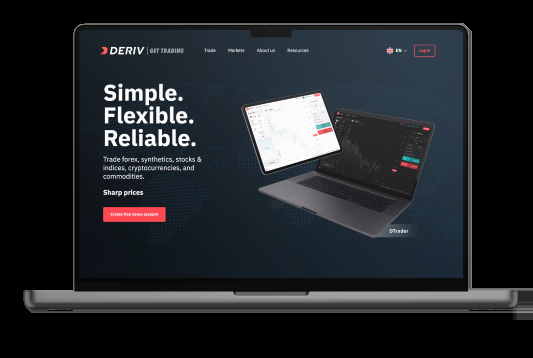 DERIV | GET TRADING
Trade Markets About us Resources
EN
Log in
Simple.
Flexible.
Reliable.
Trade forex, synthetics, stocks &
indices, cryptocurrencies, and
commodities.
Sharp prices
Create free demo account
DTrader